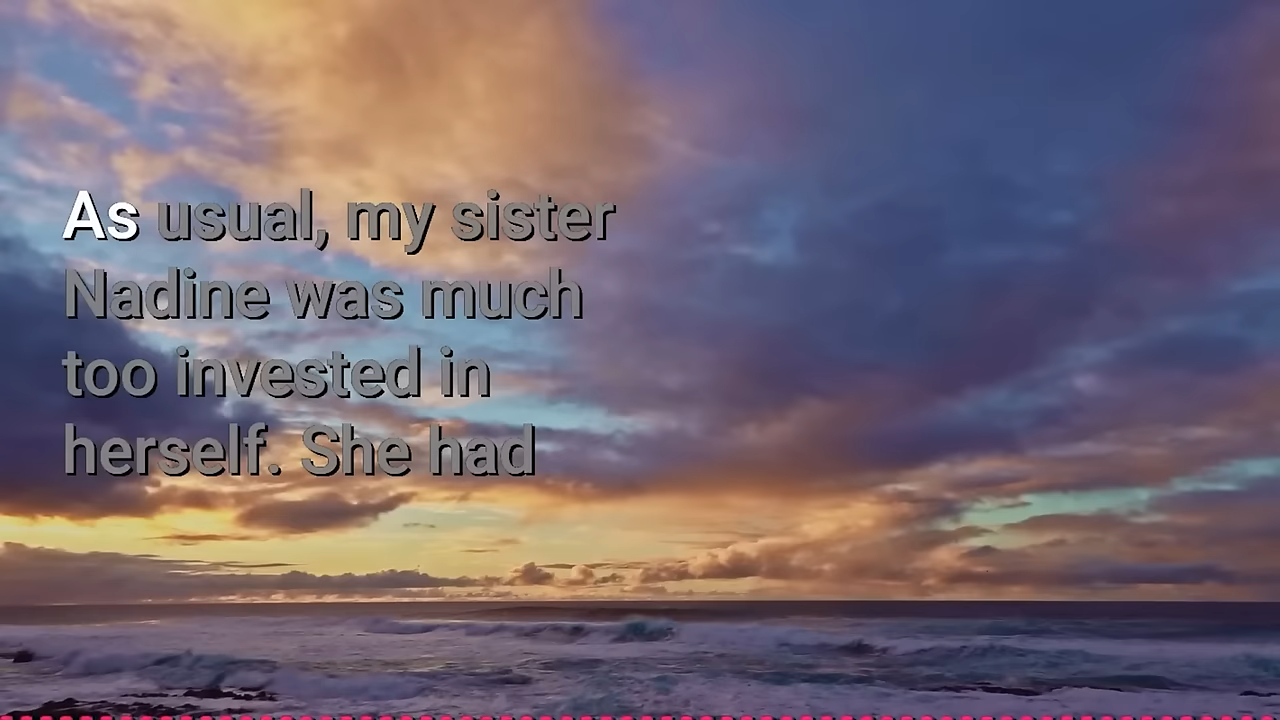 As usual, my sister
Nadine was much
too invested in
herself. She had